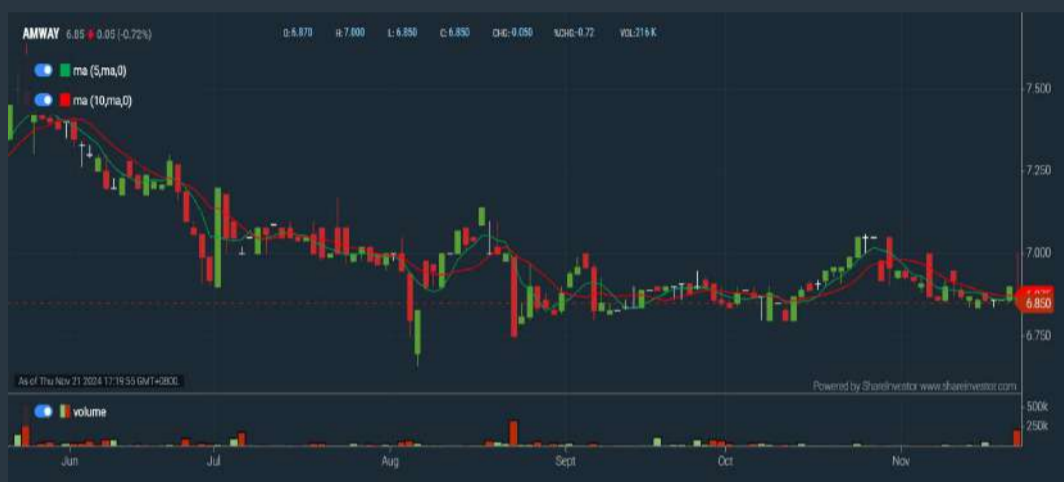 AMWAY 6.85 0.05 (-0.72%) O:6.870 H:7.000 L:6.850 C:6.850 CHG:-0.050 %CHG:-0.72 VOL:216 K
ma (5,ma,0)
ma (10,ma,0)
7.500
7.250
7.000
6.850
6.750
As of Thu Nov 21 2024 17:19:55 GMT+0800.
Powered by ShareInvestor www.shareinvestor.com
volume
500k
250k
Jun Jul Aug Sept Oct Nov